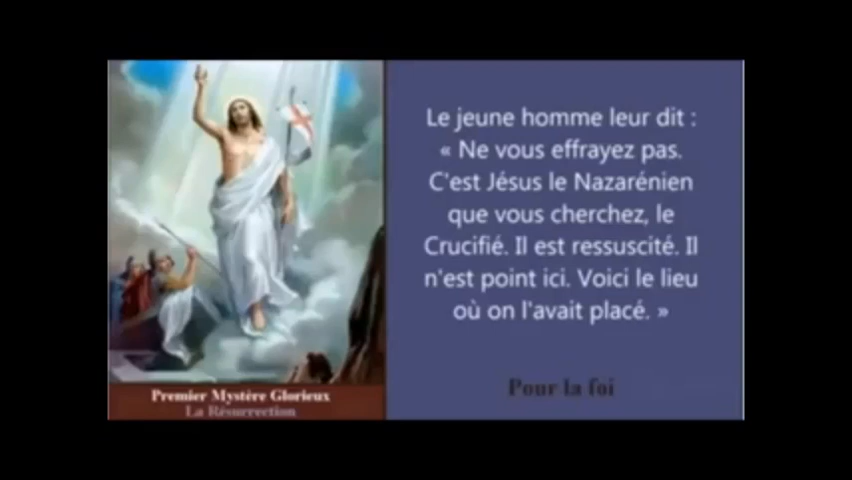 Le jeune homme leur dit :
« Ne vous effrayez pas.
C'est Jésus le Nazarénien
que vous cherchez, le
Crucifié. Il est ressuscité. Il
n'est point ici. Voici le lieu
où on l'avait placé. »
Pour la foi
Premier Mystère Glorieux
La Résurrection